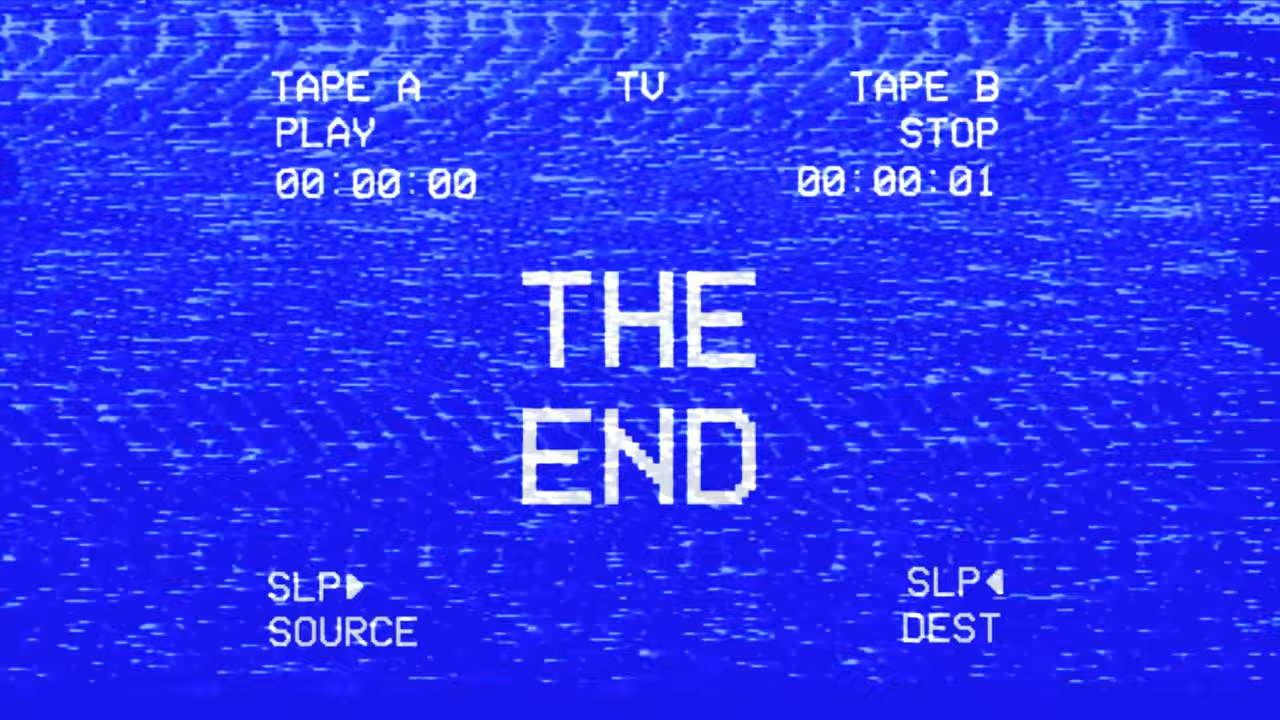 TAPE A TV TAPE B
PLAY STOP
00:00:00 00:00:01
THE
END
SLP▶ SLP◀
SOURCE DEST